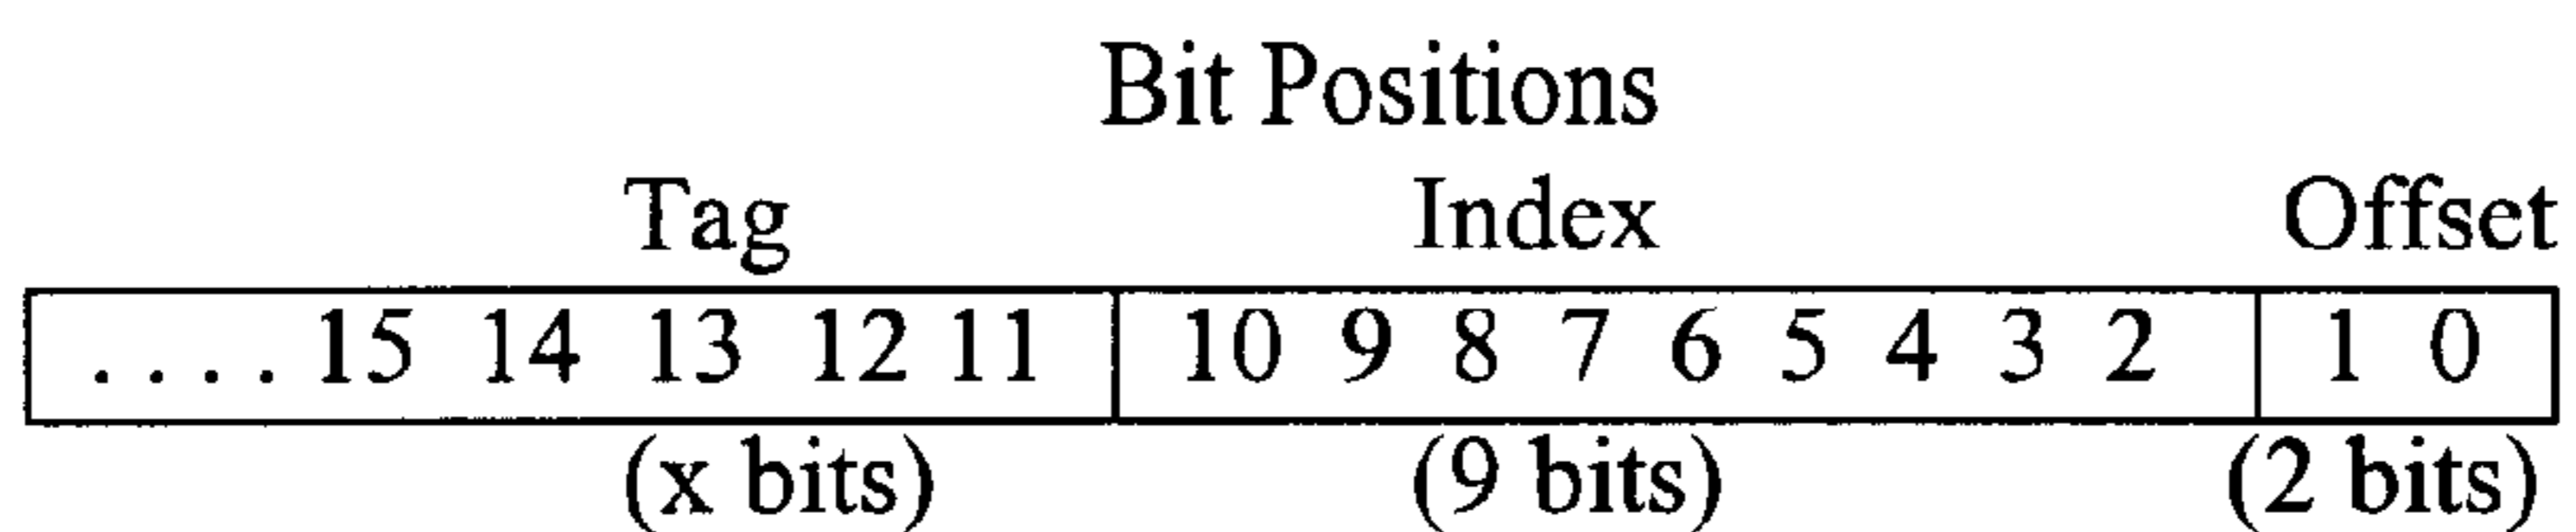 Bit Positions
Tag Index Offset
. . . . 15 14 13 12 11 10 9 8 7 6 5 4 3 2 1 0
(x bits) (9 bits) (2 bits)